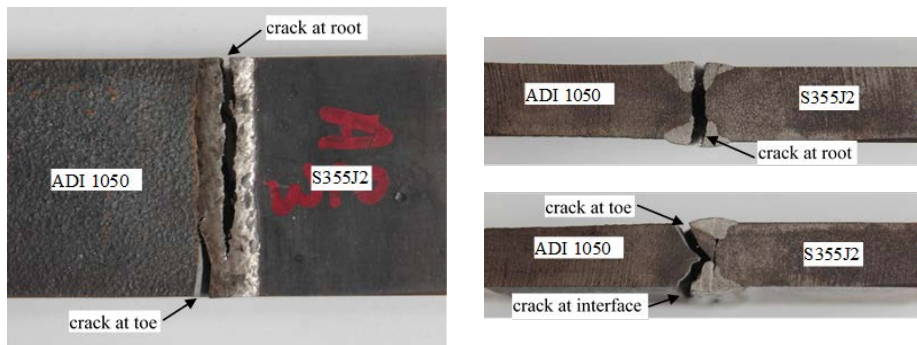 crack at root
ADI 1050
S355J2
crack at toe
ADI 1050
S355J2
crack at root
crack at toe
ADI 1050
S355J2
crack at interface